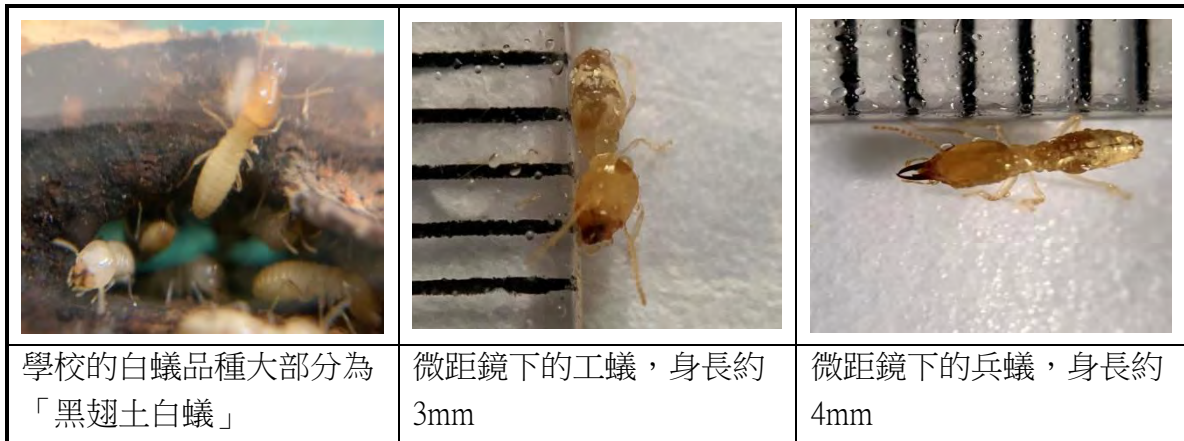 學校的白蟻品種大部分為
「黑翅土白蟻」
微距鏡下的工蟻，身長約
3mm
微距鏡下的兵蟻，身長約
4mm